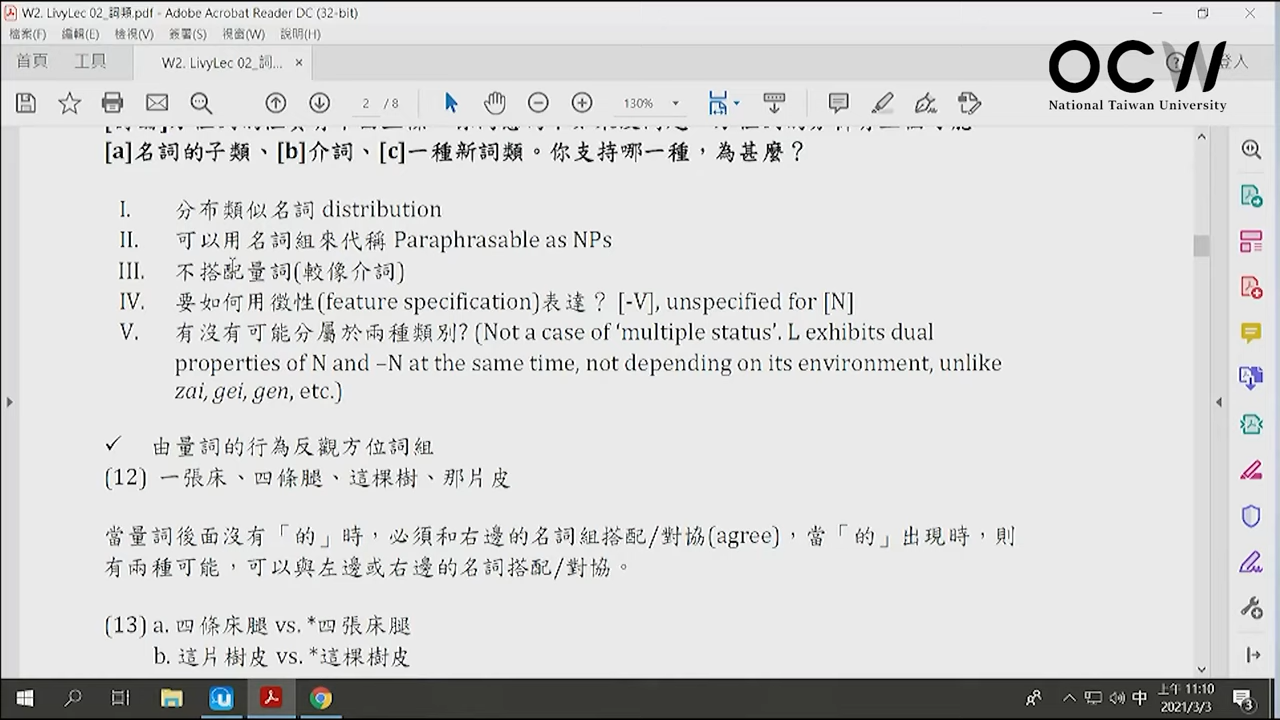 W2. LivyLec 02_詞類.pdf - Adobe Acrobat Reader DC (32-bit)
檔案(F) 編輯(E) 檢視(V) 簽署(S) 視窗(W) 說明(H)
首頁 工具 W2. LivyLec 02_詞... × 登入
OCW
National Taiwan University
2 / 8 130%
[a]名詞的子類、[b]介詞、[c]一種新詞類。你支持哪一種，為甚麼？
I. 分布類似名詞 distribution
II. 可以用名詞組來代稱 Paraphrasable as NPs
III. 不搭配量詞(較像介詞)
IV. 要如何用徵性(feature specification)表達？ [-V], unspecified for [N]
V. 有沒有可能分屬於兩種類別? (Not a case of ‘multiple status’. L exhibits dual
properties of N and –N at the same time, not depending on its environment, unlike
zai, gei, gen, etc.)
✓ 由量詞的行為反觀方位詞組
(12) 一張床、四條腿、這棵樹、那片皮
當量詞後面沒有「的」時，必須和右邊的名詞組搭配/對協(agree)，當「的」出現時，則
有兩種可能，可以與左邊或右邊的名詞搭配/對協。
(13) a. 四條床腿 vs. *四張床腿
b. 這片樹皮 vs. *這棵樹皮
中 上午 11:10
2021/3/3
3